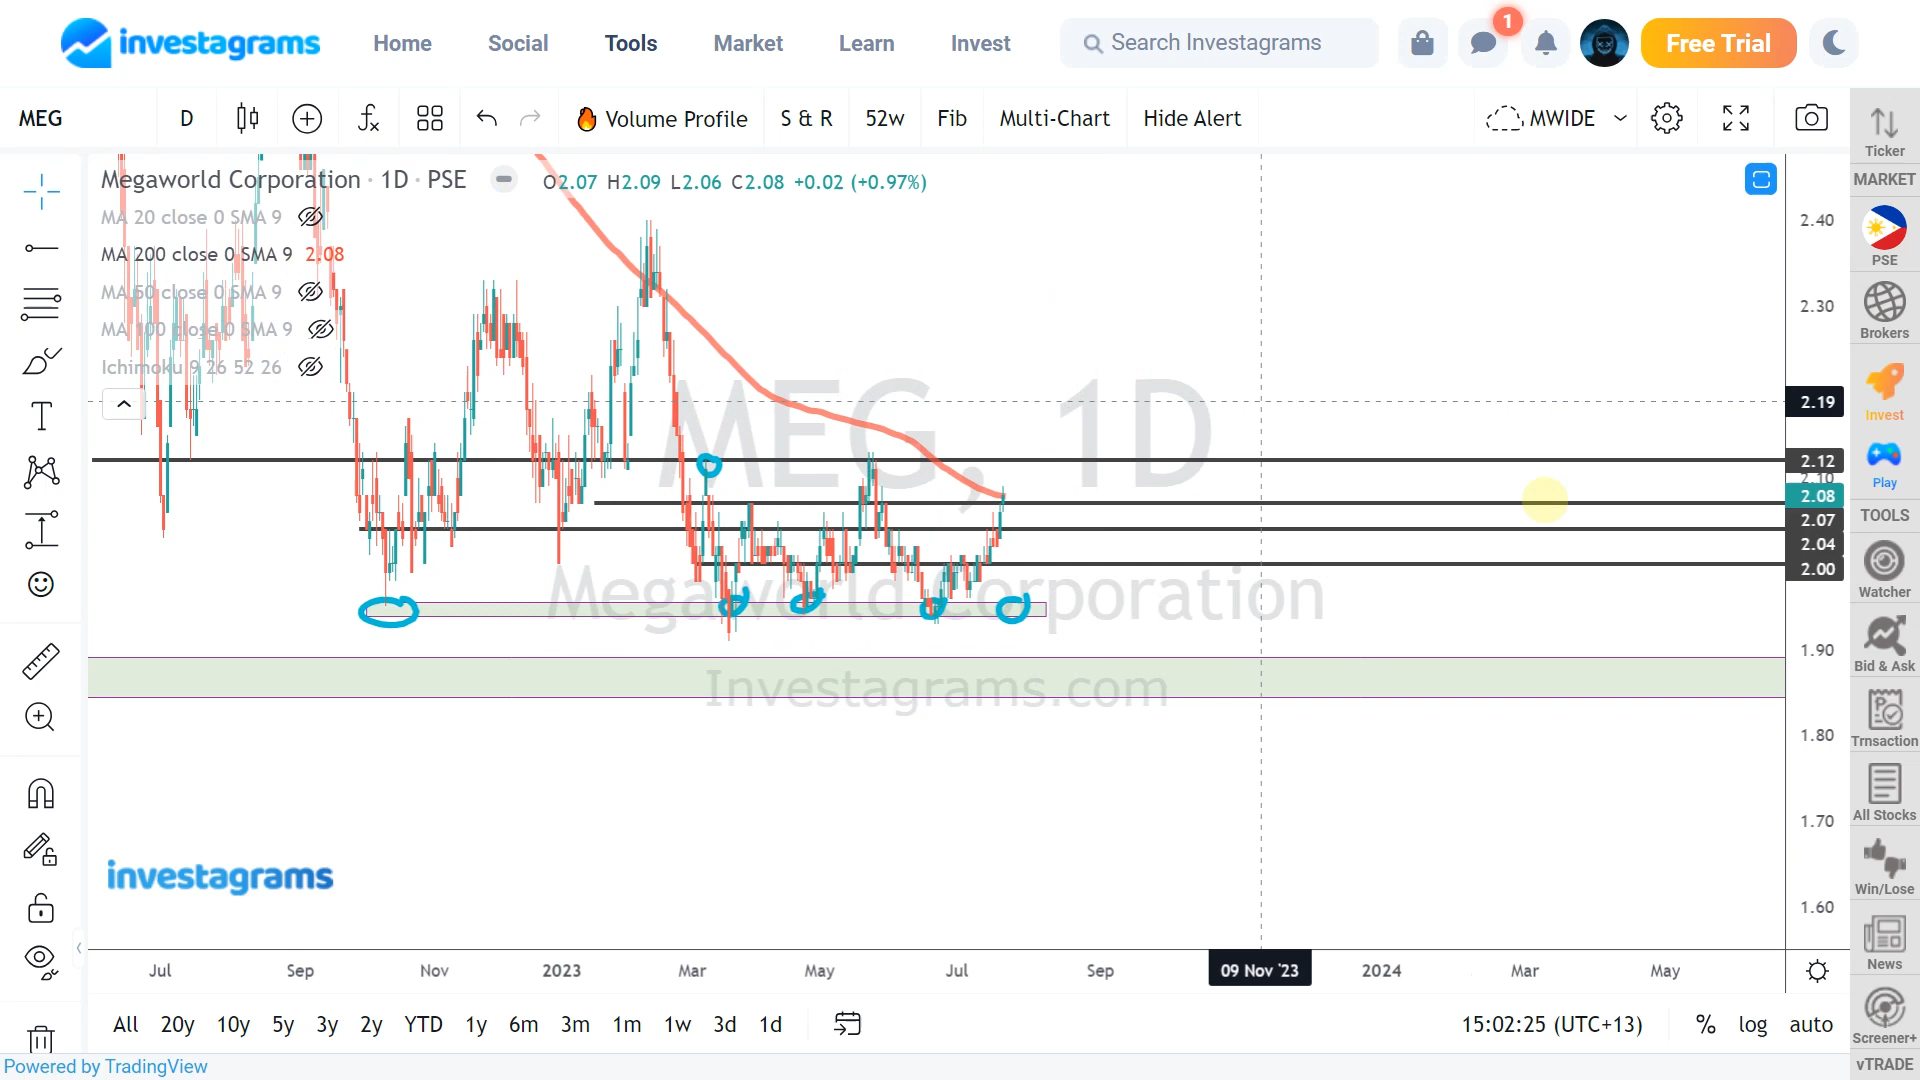 investagrams Home Social Tools Market Learn Invest Search Investagrams 1 Free Trial
MEG D Volume Profile S & R 52w Fib Multi-Chart Hide Alert MWIDE
Ticker
Megaworld Corporation · 1D · PSE O2.07 H2.09 L2.06 C2.08 +0.02 (+0.97%)
MA 20 close 0 SMA 9
MA 200 close 0 SMA 9 2.08
MA 50 close 0 SMA 9
MA 100 close 0 SMA 9
Ichimoku 9 26 52 26
MEG, 1D
Megaworld Corporation
Investagrams.com
investagrams
2.40
2.30
2.19
2.12
2.10
2.08
2.07
2.04
2.00
1.90
1.80
1.70
1.60
Jul Sep Nov 2023 Mar May Jul Sep 09 Nov '23 2024 Mar May
All 20y 10y 5y 3y 2y YTD 1y 6m 3m 1m 1w 3d 1d 15:02:25 (UTC+13) % log auto
Powered by TradingView
MARKET
PSE
Brokers
Invest
Play
TOOLS
Watcher
Bid & Ask
Trnsaction
All Stocks
Win/Lose
News
Screener+
vTRADE